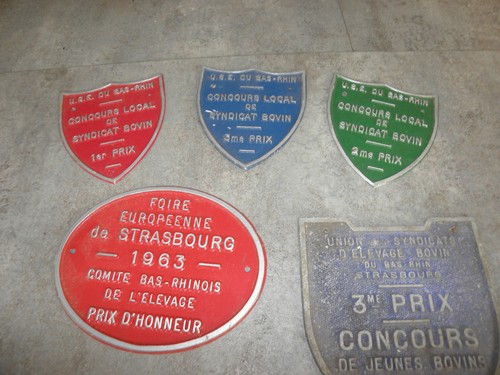 U.S.E. DU BAS-RHIN
CONCOURS LOCAL
DE
SYNDICAT BOVIN
1er PRIX
U.S.E. DU BAS-RHIN
CONCOURS LOCAL
DE
SYNDICAT BOVIN
3me PRIX
U.S.E. DU BAS-RHIN
CONCOURS LOCAL
DE
SYNDICAT BOVIN
2me PRIX
FOIRE
EUROPÉENNE
de STRASBOURG
1963
COMITE BAS-RHINOIS
DE L'ELEVAGE
PRIX D'HONNEUR
UNION SYNDICATS
D'ELEVAGE BOVIN
DU BAS-RHIN
STRASBOURG
3ME PRIX
CONCOURS
DE JEUNES BOVINS